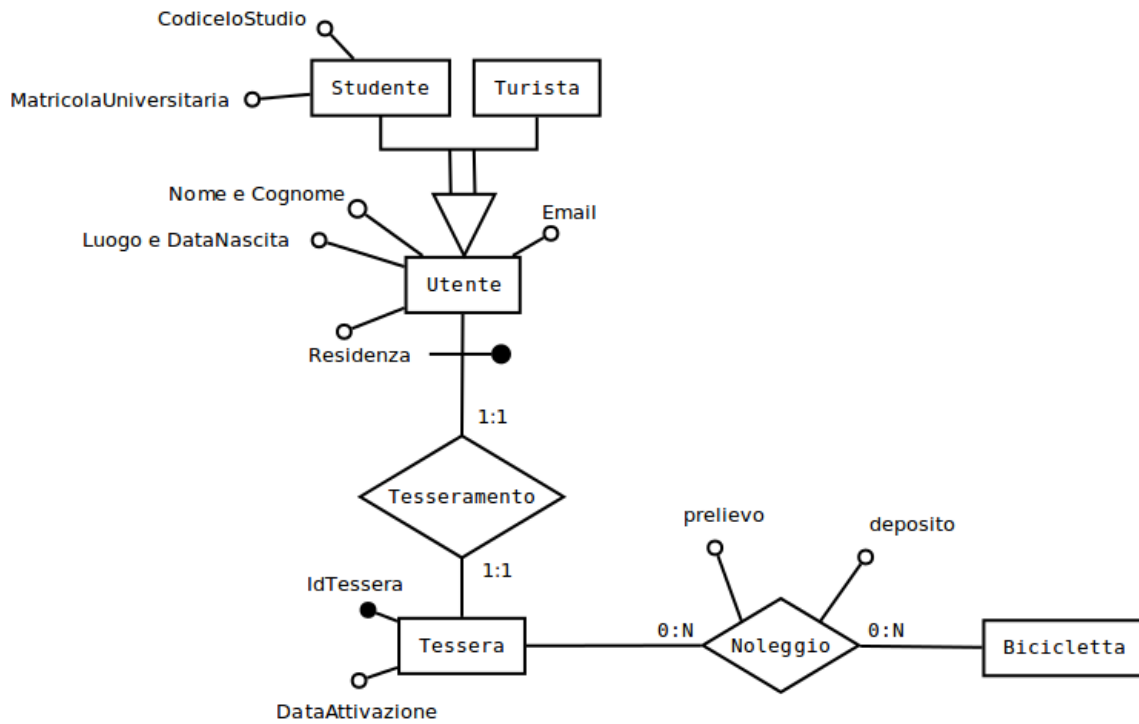 CodiceIoStudio
Studente
Turista
MatricolaUniversitaria
Nome e Cognome
Email
Luogo e DataNascita
Utente
Residenza
1:1
Tesseramento
prelievo
deposito
1:1
IdTessera
0:N
Noleggio
0:N
Tessera
Bicicletta
DataAttivazione